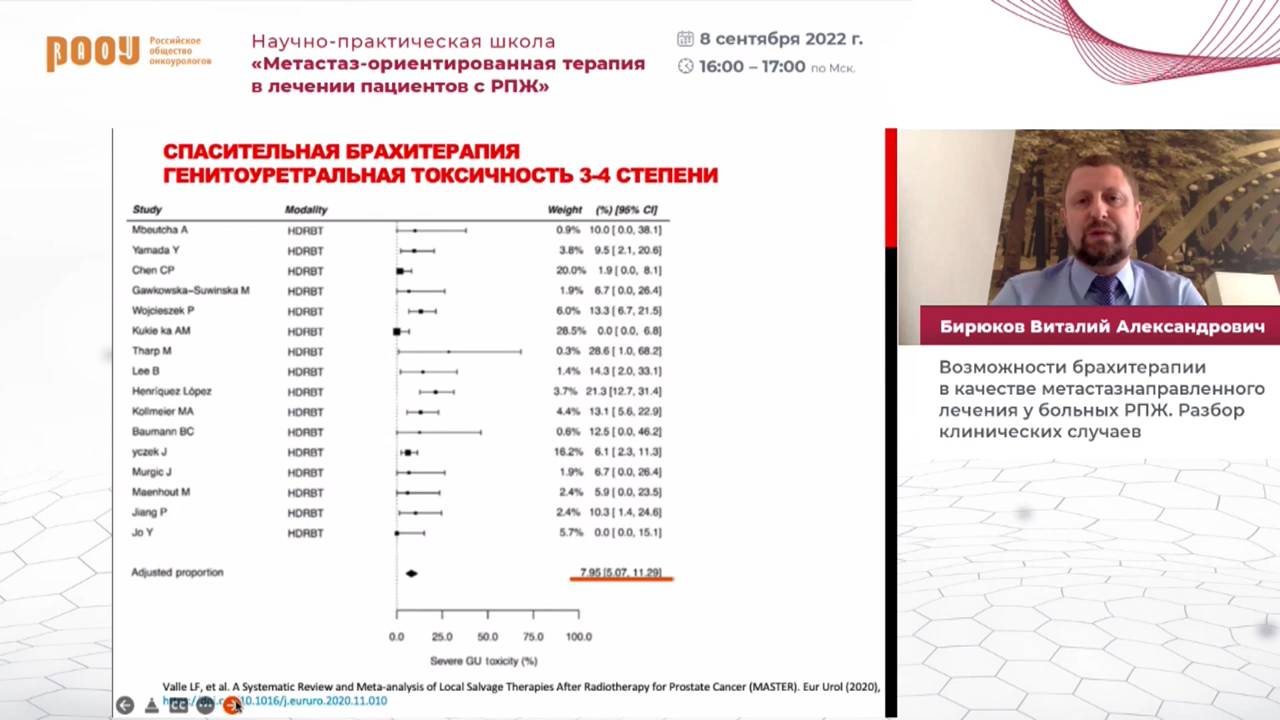 РАОУ
Российское
общество
онкоурологов
Научно-практическая школа
«Метастаз-ориентированная терапия
в лечении пациентов с РПЖ»
8 сентября 2022 г.
16:00 – 17:00 по Мск.
СПАСИТЕЛЬНАЯ БРАХИТЕРАПИЯ
ГЕНИТОУРЕТРАЛЬНАЯ ТОКСИЧНОСТЬ 3-4 СТЕПЕНИ
Study Modality Weight (%) [95% CI]
Mbeutcha A HDRBT 0.9% 10.0 [ 0.0, 38.1]
Yamada Y HDRBT 3.8% 9.5 [ 2.1, 20.6]
Chen CP HDRBT 20.0% 1.9 [ 0.0, 8.1]
Gawkowska-Suwinska M HDRBT 1.9% 6.7 [ 0.0, 26.4]
Wojcieszek P HDRBT 6.0% 13.3 [ 6.7, 21.5]
Kukie ka AM HDRBT 28.5% 0.0 [ 0.0, 6.8]
Tharp M HDRBT 0.3% 28.6 [ 1.0, 68.2]
Lee B HDRBT 1.4% 14.3 [ 2.0, 33.1]
Henríquez López HDRBT 3.7% 21.3 [12.7, 31.4]
Kollmeier MA HDRBT 4.4% 13.1 [ 5.6, 22.9]
Baumann BC HDRBT 0.6% 12.5 [ 0.0, 46.2]
yczek J HDRBT 16.2% 6.1 [ 2.3, 11.3]
Murgic J HDRBT 1.9% 6.7 [ 0.0, 26.4]
Maenhout M HDRBT 2.4% 5.9 [ 0.0, 23.5]
Jiang P HDRBT 2.4% 10.3 [ 1.4, 24.6]
Jo Y HDRBT 5.7% 0.0 [ 0.0, 15.1]
Adjusted proportion 7.95 [5.07, 11.29]
0.0 25.0 50.0 75.0 100.0
Severe GU toxicity (%)
Valle LF, et al. A Systematic Review and Meta-analysis of Local Salvage Therapies After Radiotherapy for Prostate Cancer (MASTER). Eur Urol (2020),
10.1016/j.eururo.2020.11.010
Бирюков Виталий Александрович
Возможности брахитерапии
в качестве метастазнаправленного
лечения у больных РПЖ. Разбор
клинических случаев